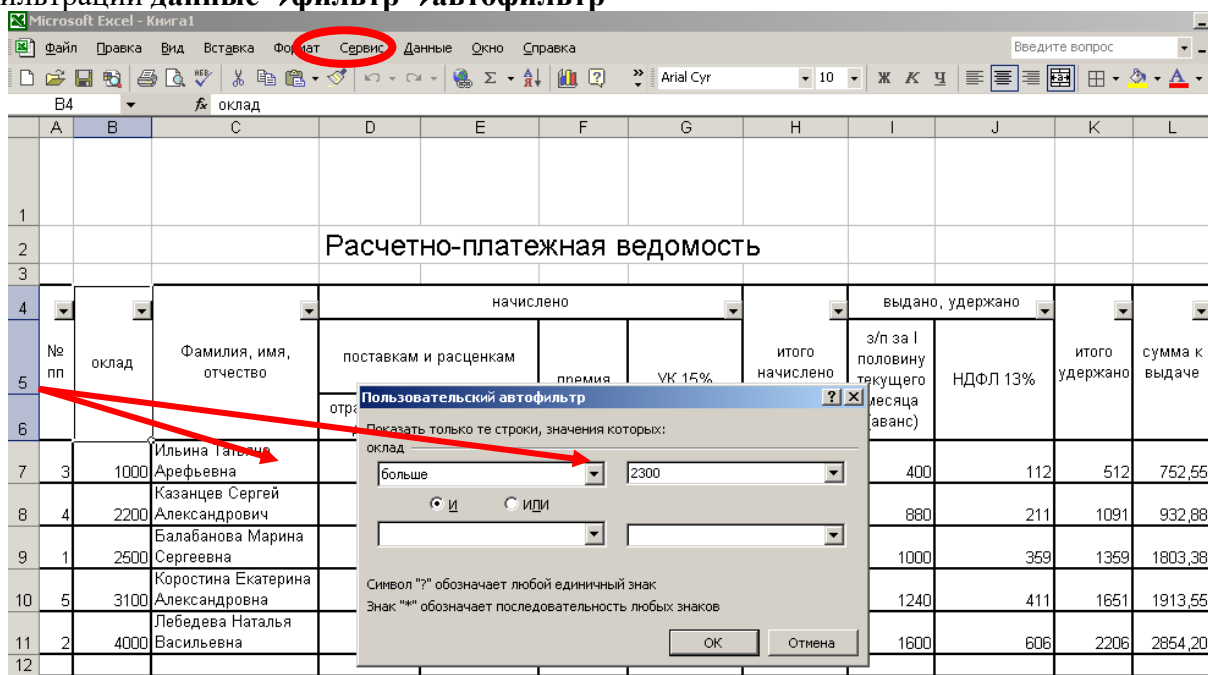 данные→фильтр→автофильтр
Microsoft Excel - Книга1
Файл Правка Вид Вставка Формат Сервис Данные Окно Справка Введите вопрос
Arial Cyr 10 Ж К Ч
B4 fx оклад
A B C D E F G H I J K L
1
2 Расчетно-платежная ведомость
3
4 начислено выдано, удержано
5 № пп оклад Фамилия, имя, отчество поставкам и расценкам премия УК 15% итого начислено з/п за I половину текущего месяца (аванс) НДФЛ 13% итого удержано сумма к выдаче
6
Пользовательский автофильтр
Показать только те строки, значения которых:
оклад
больше 2300
И ИЛИ
Символ "?" обозначает любой единичный знак
Знак "*" обозначает последовательность любых знаков
ОК Отмена
7 3 1000 Ильина Татьяна Арефьевна 400 112 512 752,55
8 4 2200 Казанцев Сергей Александрович 880 211 1091 932,88
9 1 2500 Балабанова Марина Сергеевна 1000 359 1359 1803,38
10 5 3100 Коростина Екатерина Александровна 1240 411 1651 1913,55
11 2 4000 Лебедева Наталья Васильевна 1600 606 2206 2854,20
12